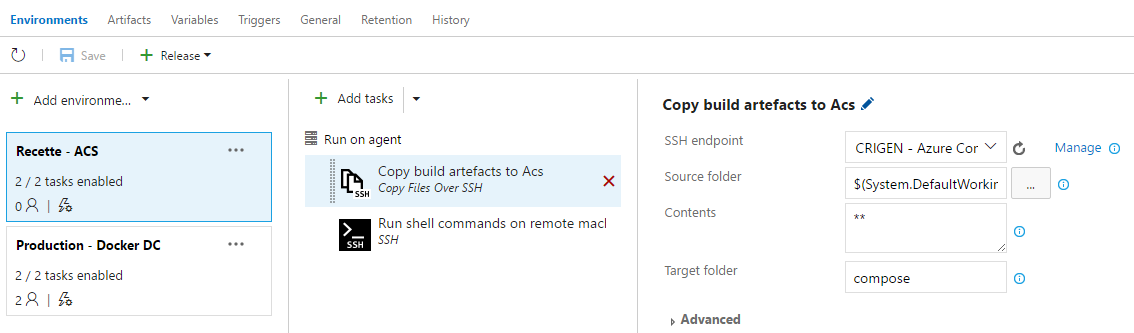 Environments Artifacts Variables Triggers General Retention History
Save Release
Add environme...
Recette - ACS ...
2 / 2 tasks enabled
0
Production - Docker DC ...
2 / 2 tasks enabled
2
Add tasks
Run on agent
Copy build artefacts to Acs
Copy Files Over SSH
SSH
Run shell commands on remote macl
SSH
SSH
Copy build artefacts to Acs
SSH endpoint CRIGEN - Azure Cor Manage
Source folder $(System.DefaultWorkir ...
Contents **
Target folder compose
Advanced